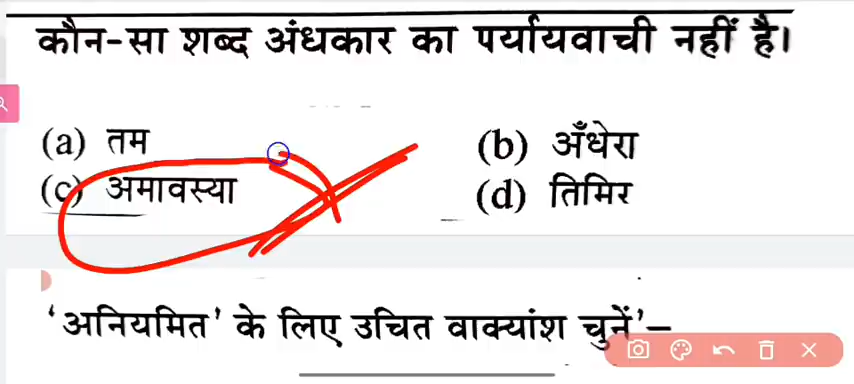 कौन-सा शब्द अंधकार का पर्यायवाची नहीं है।
(a) तम (b) अँधेरा
(c) अमावस्या (d) तिमिर
‘अनियमित’ के लिए उचित वाक्यांश चुनें’–